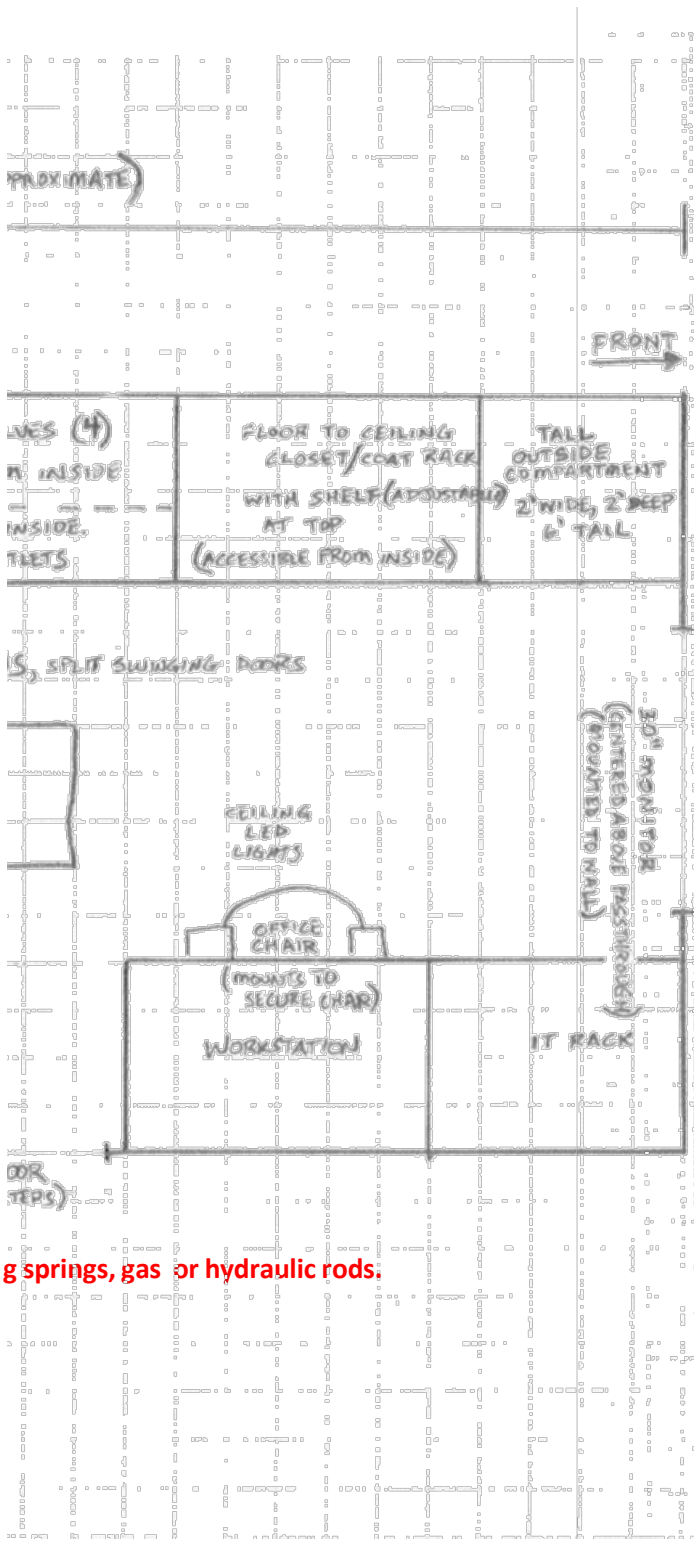 PPROXIMATE)
FRONT
LVES (4)
M INSIDE
INSIDE.
TLETS
FLOOR TO CEILING
CLOSET/COAT RACK
WITH SHELF (ADJUSTABLE)
AT TOP
(ACCESSIBLE FROM INSIDE)
TALL
OUTSIDE
COMPARTMENT
2' WIDE, 2' DEEP
6' TALL
S, SPLIT SWINGING DOORS
30" MONITOR
(CENTERED ABOVE PASSTHROUGH)
(MOUNTED TO WALL)
CEILING
LED
LIGHTS
OFFICE
CHAIR
(MOUNTS TO
SECURE CHAR)
WORKSTATION
IT RACK
OOR
TEPS)
g springs, gas or hydraulic rods.